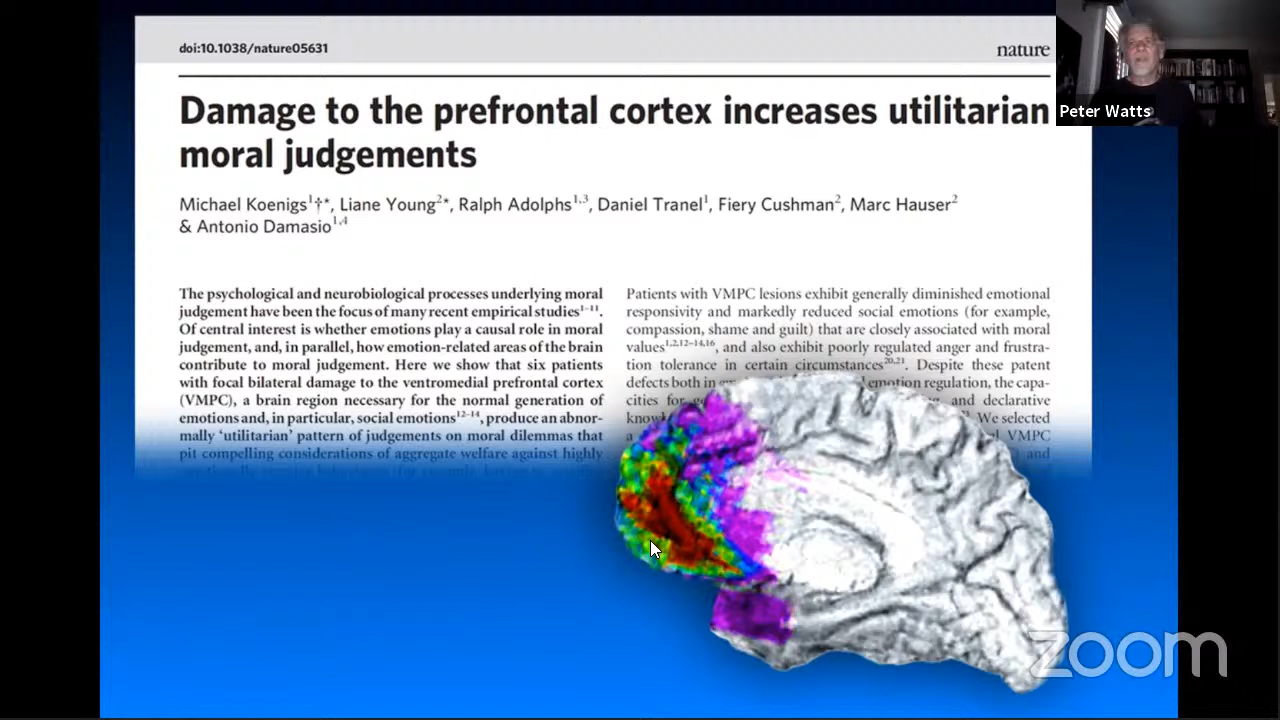 doi:10.1038/nature05631
nature
Peter Watts
Damage to the prefrontal cortex increases utilitarian
moral judgements
Michael Koenigs1†*, Liane Young2*, Ralph Adolphs1,3, Daniel Tranel1, Fiery Cushman2, Marc Hauser2
& Antonio Damasio1,4
The psychological and neurobiological processes underlying moral
judgement have been the focus of many recent empirical studies1–11.
Of central interest is whether emotions play a causal role in moral
judgement, and, in parallel, how emotion-related areas of the brain
contribute to moral judgement. Here we show that six patients
with focal bilateral damage to the ventromedial prefrontal cortex
(VMPC), a brain region necessary for the normal generation of
emotions and, in particular, social emotions12–14, produce an abnor-
mally ‘utilitarian’ pattern of judgements on moral dilemmas that
pit compelling considerations of aggregate welfare against highly
Patients with VMPC lesions exhibit generally diminished emotional
responsivity and markedly reduced social emotions (for example,
compassion, shame and guilt) that are closely associated with moral
values1,2,12–14,16, and also exhibit poorly regulated anger and frustra-
tion tolerance in certain circumstances20,21. Despite these patent
defects both in emotion regulation, the capa-
cities for and declarative
We selected
a VMPC
and
zoom